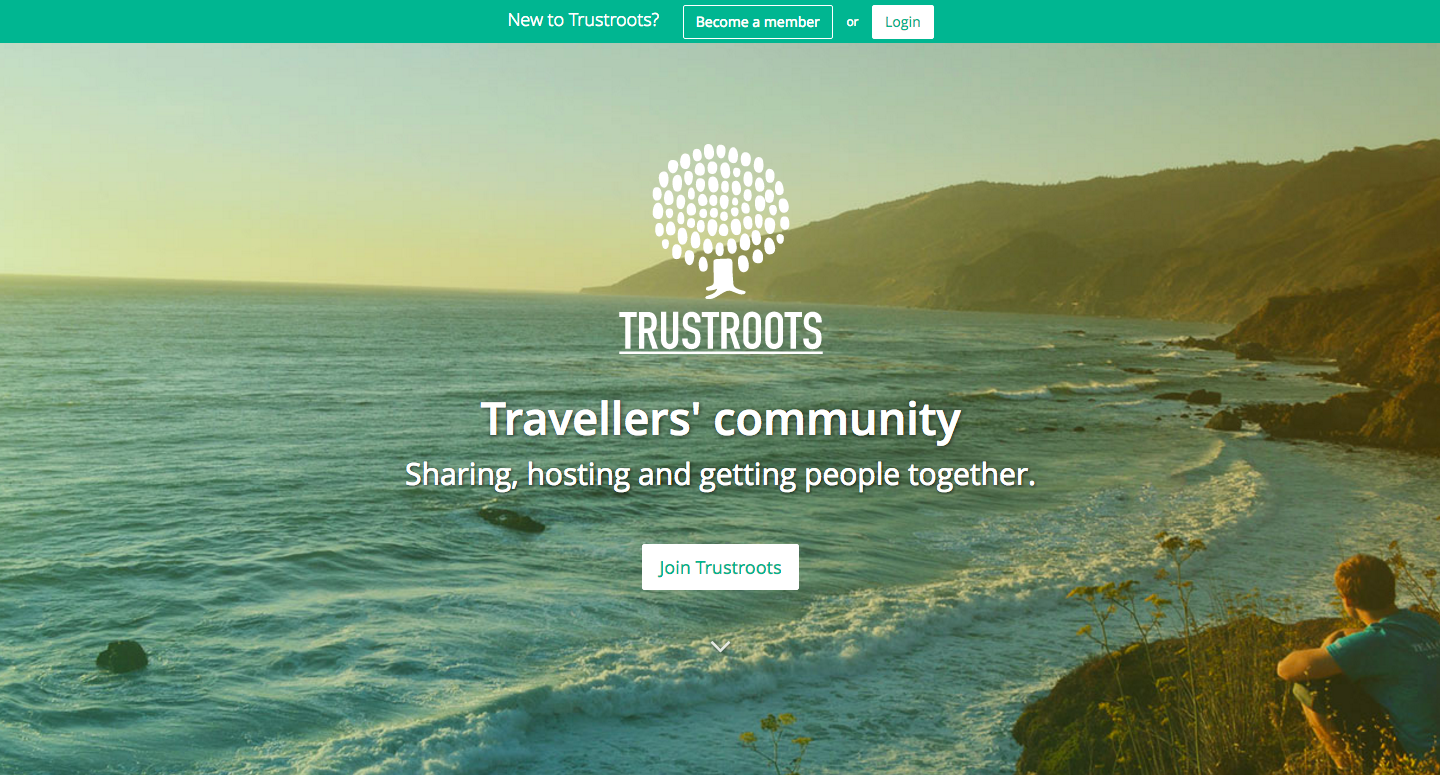 New to Trustroots? Become a member or Login
TRUSTROOTS
Travellers' community
Sharing, hosting and getting people together.
Join Trustroots